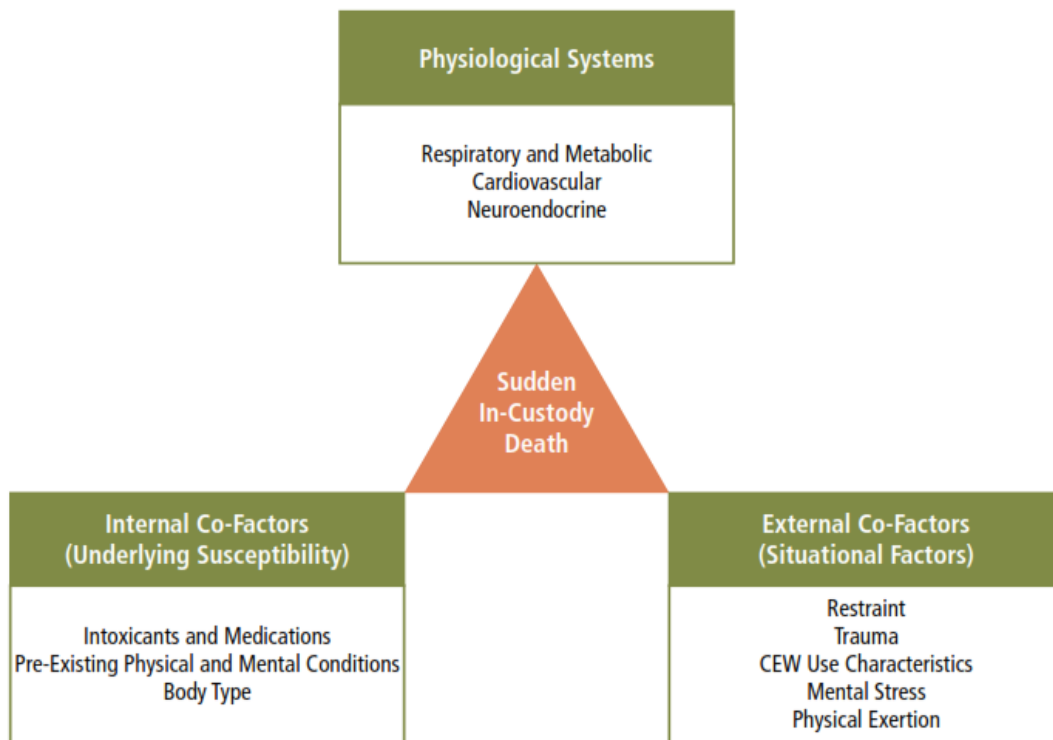 Physiological Systems
Respiratory and Metabolic
Cardiovascular
Neuroendocrine
Sudden
In-Custody
Death
Internal Co-Factors
(Underlying Susceptibility)
Intoxicants and Medications
Pre-Existing Physical and Mental Conditions
Body Type
External Co-Factors
(Situational Factors)
Restraint
Trauma
CEW Use Characteristics
Mental Stress
Physical Exertion